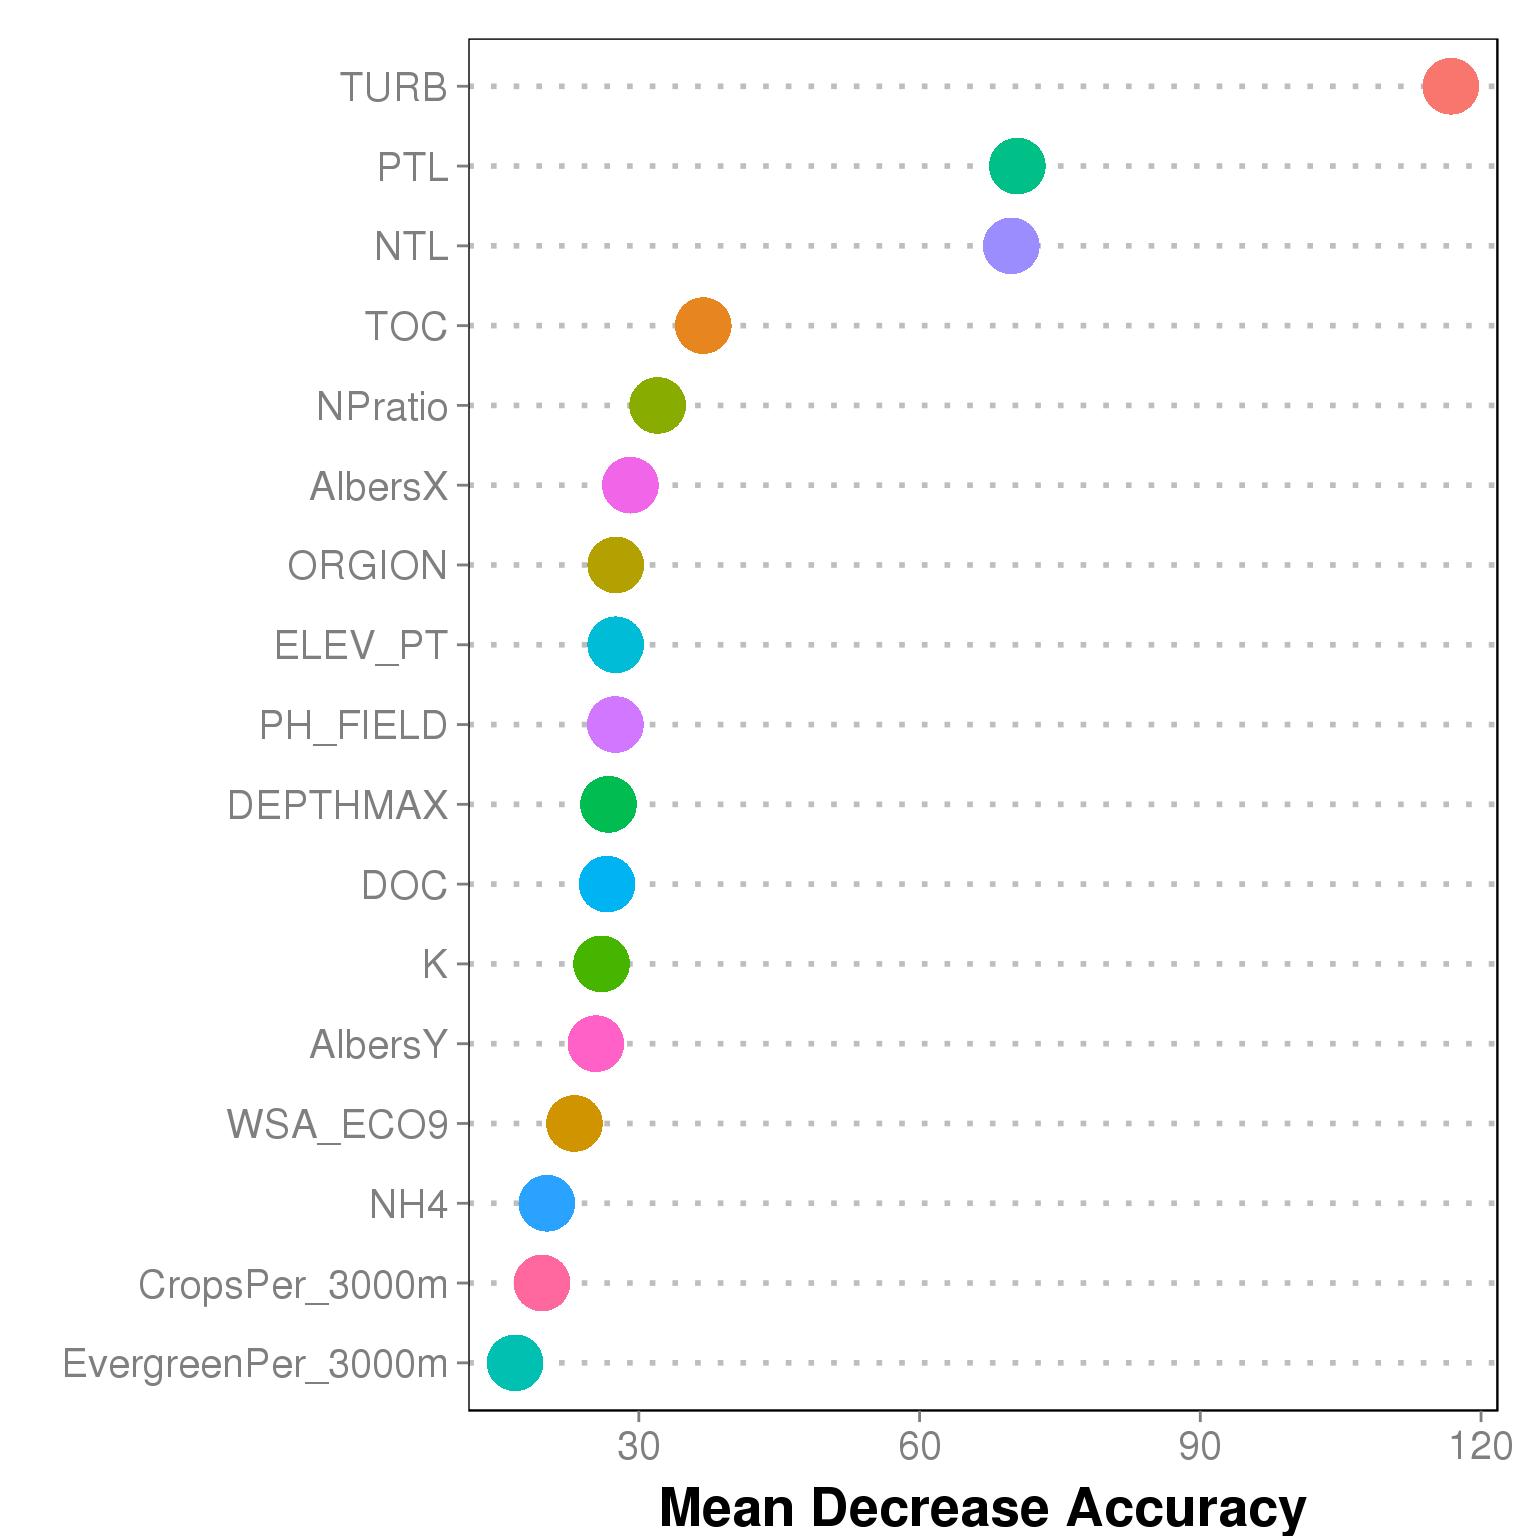 TURB
PTL
NTL
TOC
NPratio
AlbersX
ORGION
ELEV_PT
PH_FIELD
DEPTHMAX
DOC
K
AlbersY
WSA_ECO9
NH4
CropsPer_3000m
EvergreenPer_3000m
30 60 90 120
Mean Decrease Accuracy